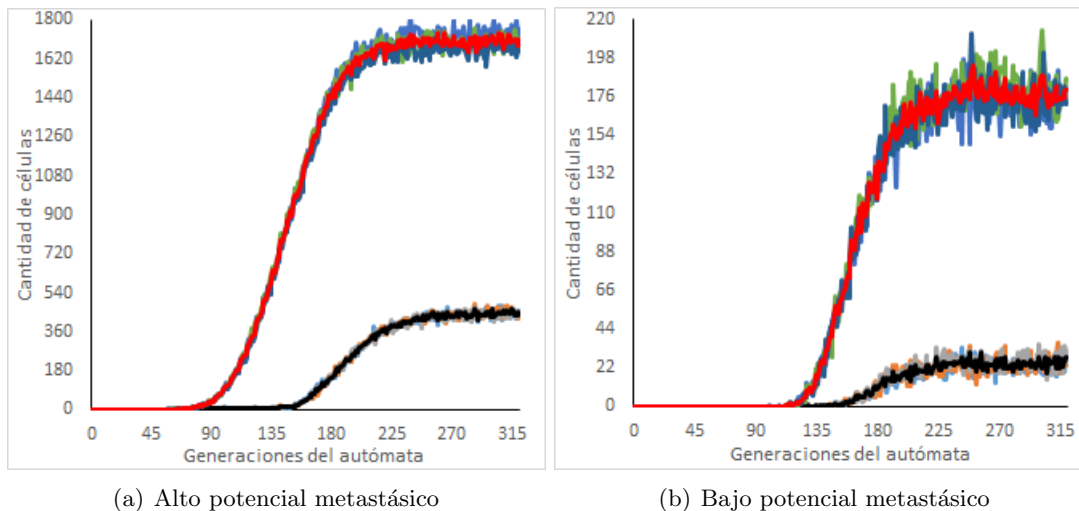 1800
1620
1440
1260
1080
900
720
540
360
180
0
Cantidad de células
0 45 90 135 180 225 270 315
Generaciones del autómata
(a) Alto potencial metastásico
220
198
176
154
132
110
88
66
44
22
0
Cantidad de células
0 45 90 135 180 225 270 315
Generaciones del autómata
(b) Bajo potencial metastásico